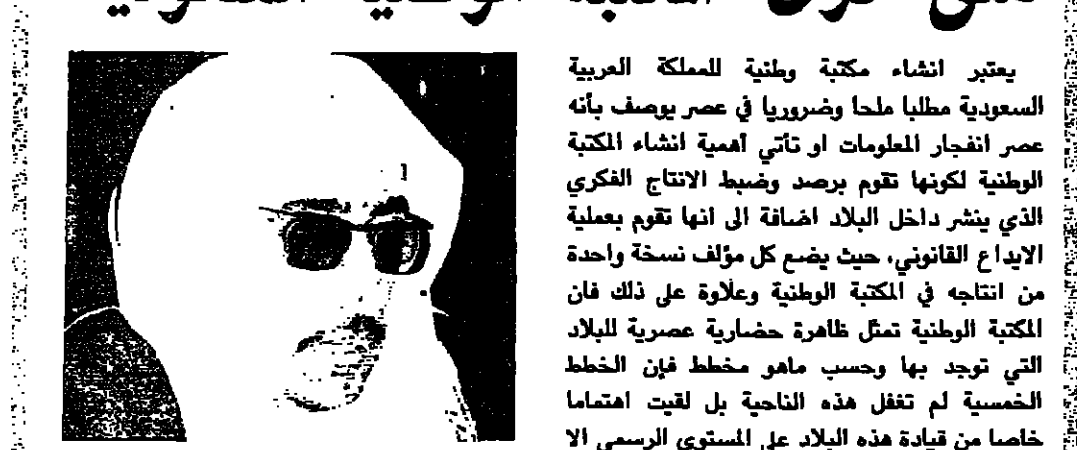 المكتبة الوطنية السعودية
يعتبر انشاء مكتبة وطنية للمملكة العربية
السعودية مطلبا ملحا وضروريا في عصر يوصف بأنه
عصر انفجار المعلومات او تأتي أهمية انشاء المكتبة
الوطنية لكونها تقوم برصد وضبط الانتاج الفكري
الذي ينشر داخل البلاد اضافة الى انها تقوم بعملية
الايداع القانوني، حيث يضع كل مؤلف نسخة واحدة
من انتاجه في المكتبة الوطنية وعلاوة على ذلك فان
المكتبة الوطنية تمثل ظاهرة حضارية عصرية للبلاد
التي توجد بها وحسب ماهو مخطط فإن الخطط
الخمسية لم تغفل هذه الناحية بل لقيت اهتماما
خاصا من قيادة هذه البلاد على المستوى الرسمي الا